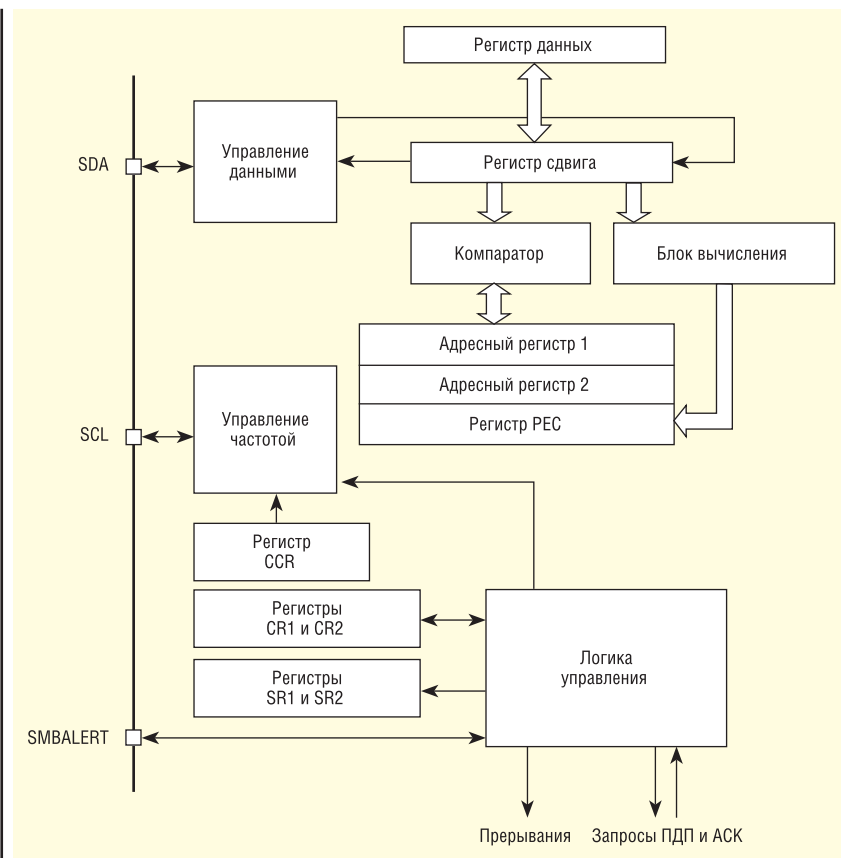 Регистр данных
Управление
данными
SDA
Регистр сдвига
Компаратор
Блок вычисления
Адресный регистр 1
Адресный регистр 2
Регистр PEC
Управление
частотой
SCL
Регистр
CCR
Регистры
CR1 и CR2
Логика
управления
Регистры
SR1 и SR2
SMBALERT
Прерывания
Запросы ПДП и АСК